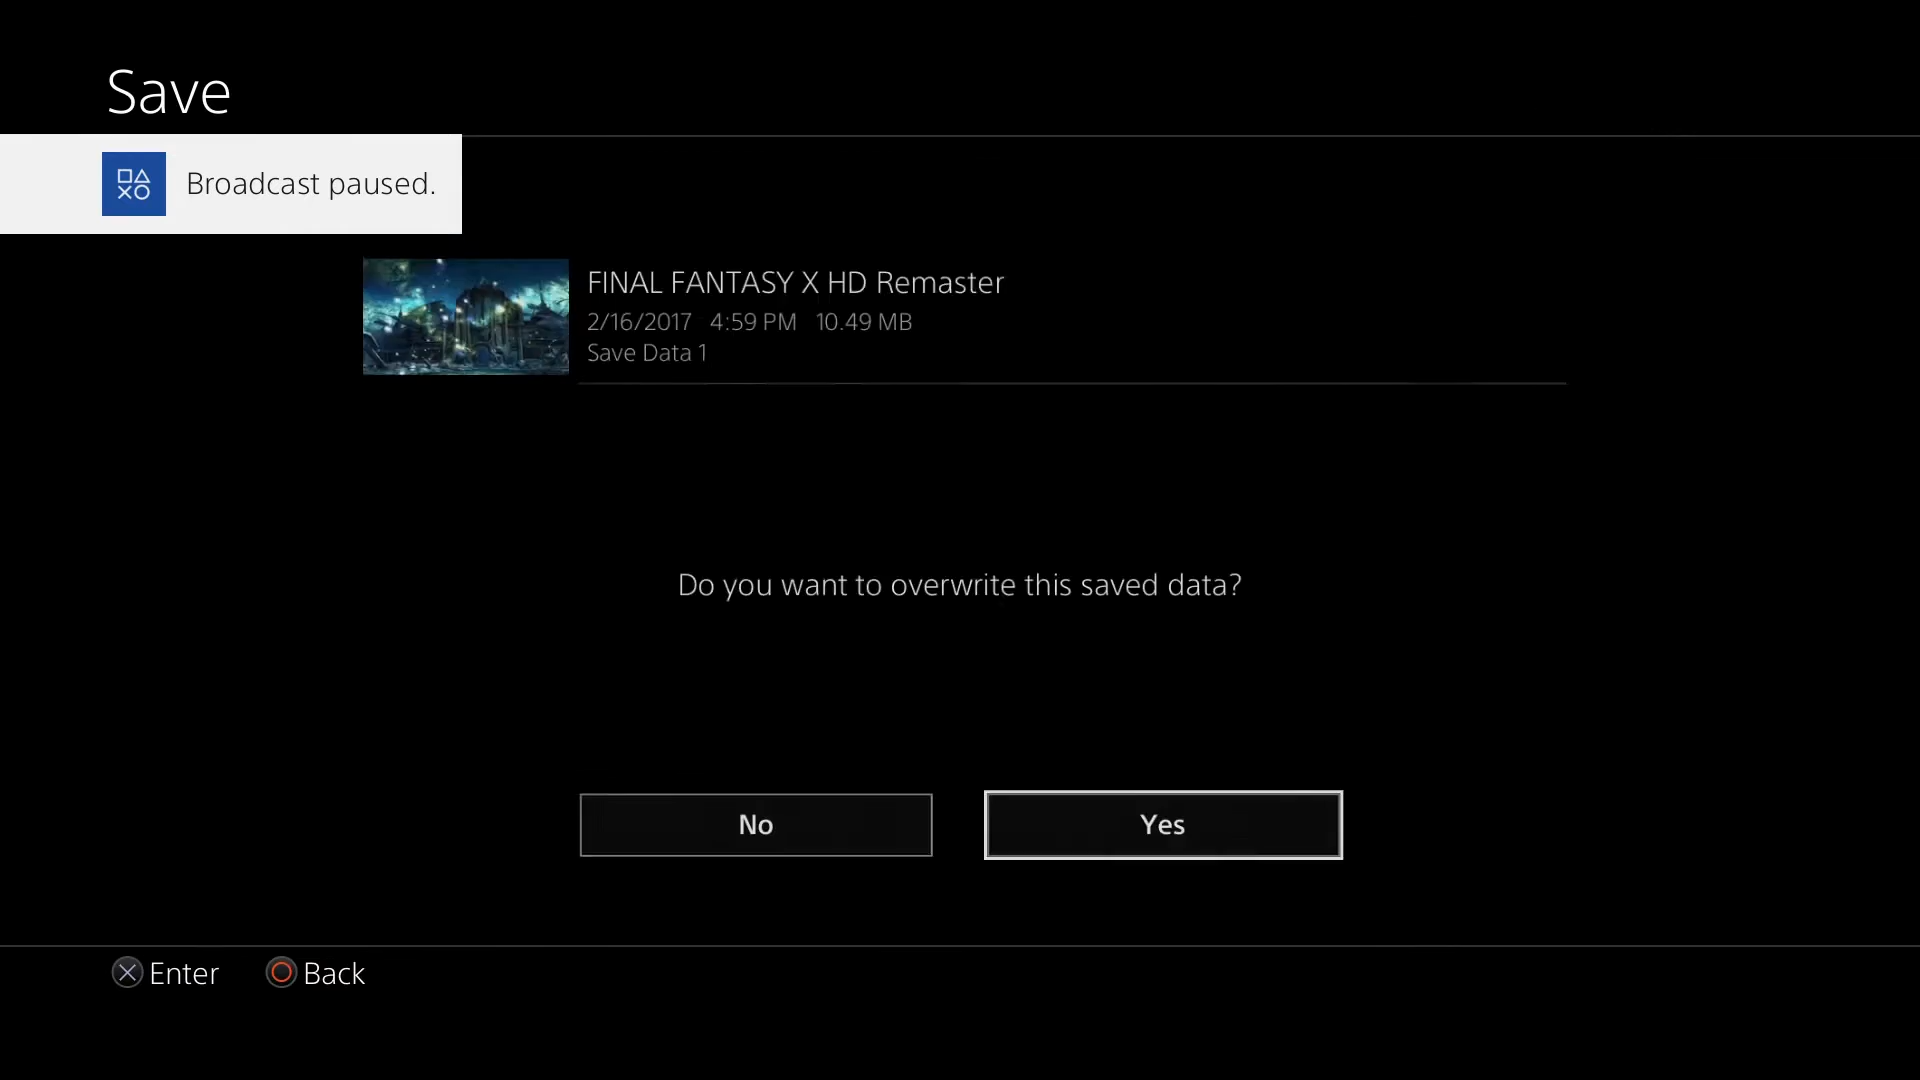 Save
Broadcast paused.
FINAL FANTASY X HD Remaster
2/16/2017 4:59 PM 10.49 MB
Save Data 1
Do you want to overwrite this saved data?
No
Yes
Enter Back